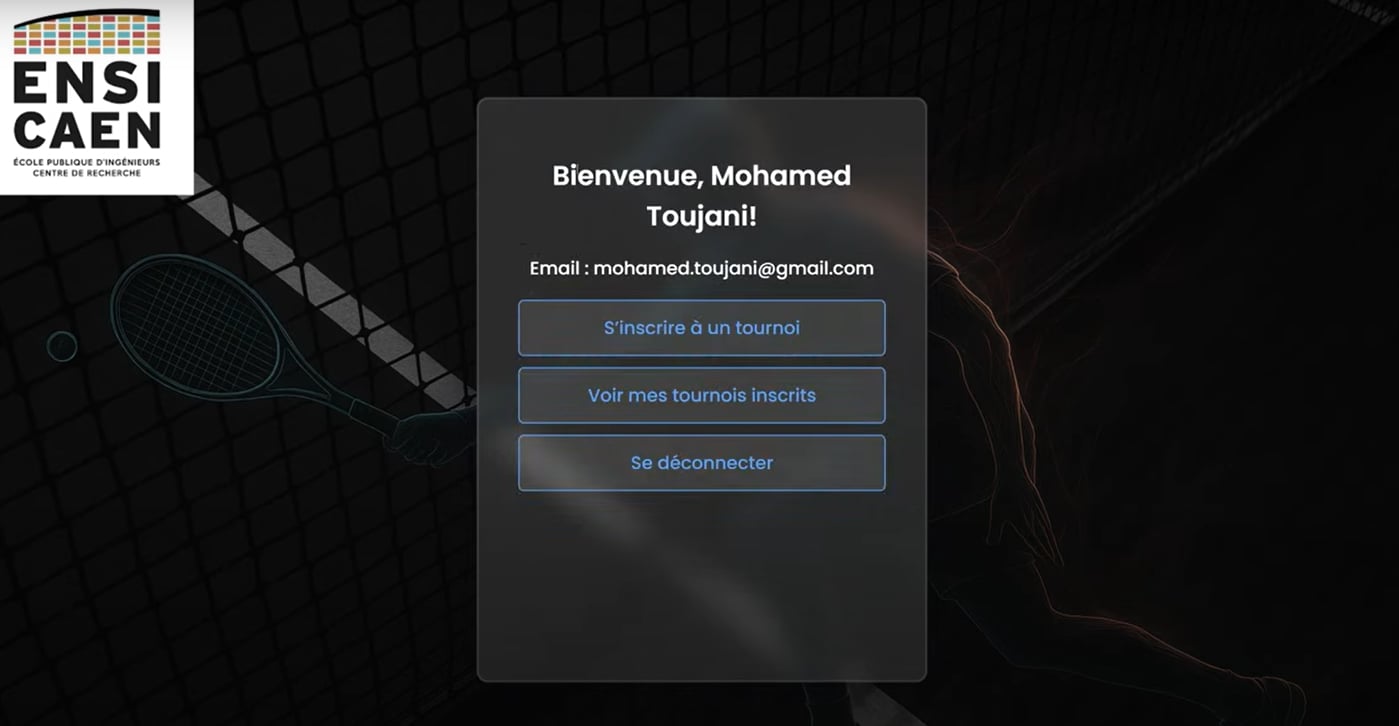 ENSI
CAEN
ÉCOLE PUBLIQUE D'INGÉNIEURS
CENTRE DE RECHERCHE
Bienvenue, Mohamed
Toujani!
Email : mohamed.toujani@gmail.com
S'inscrire à un tournoi
Voir mes tournois inscrits
Se déconnecter